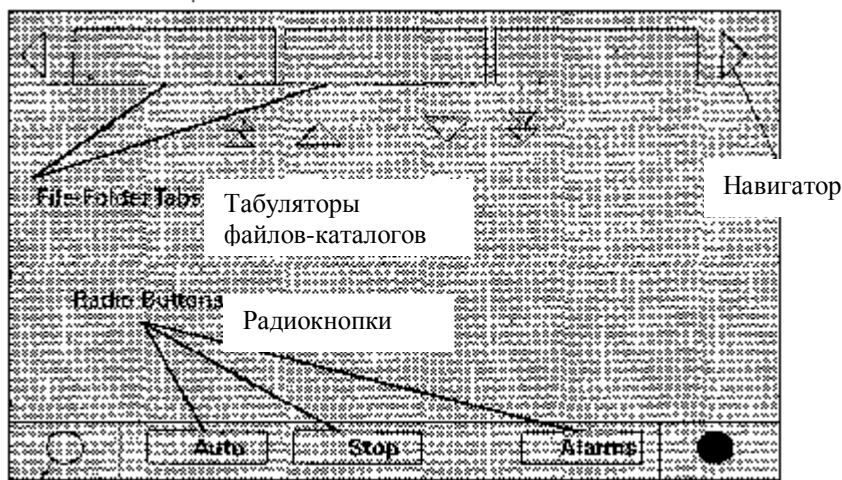 Навигатор
File-Folder Tabs
Табуляторы
файлов-каталогов
Radio Buttons
Радиокнопки
Auto
Stop
Alarms